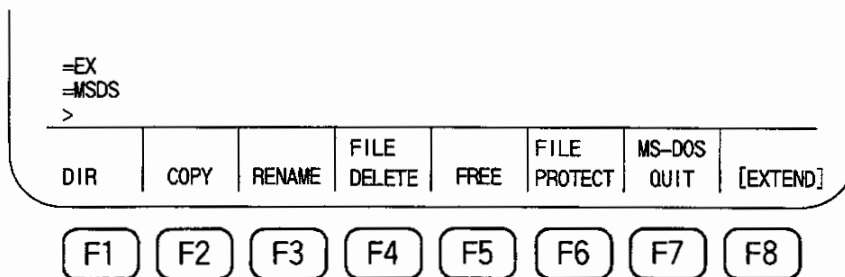 =EX
=MSDS
>
FILE FILE MS-DOS
DIR COPY RENAME DELETE FREE PROTECT QUIT [EXTEND]
F1 F2 F3 F4 F5 F6 F7 F8